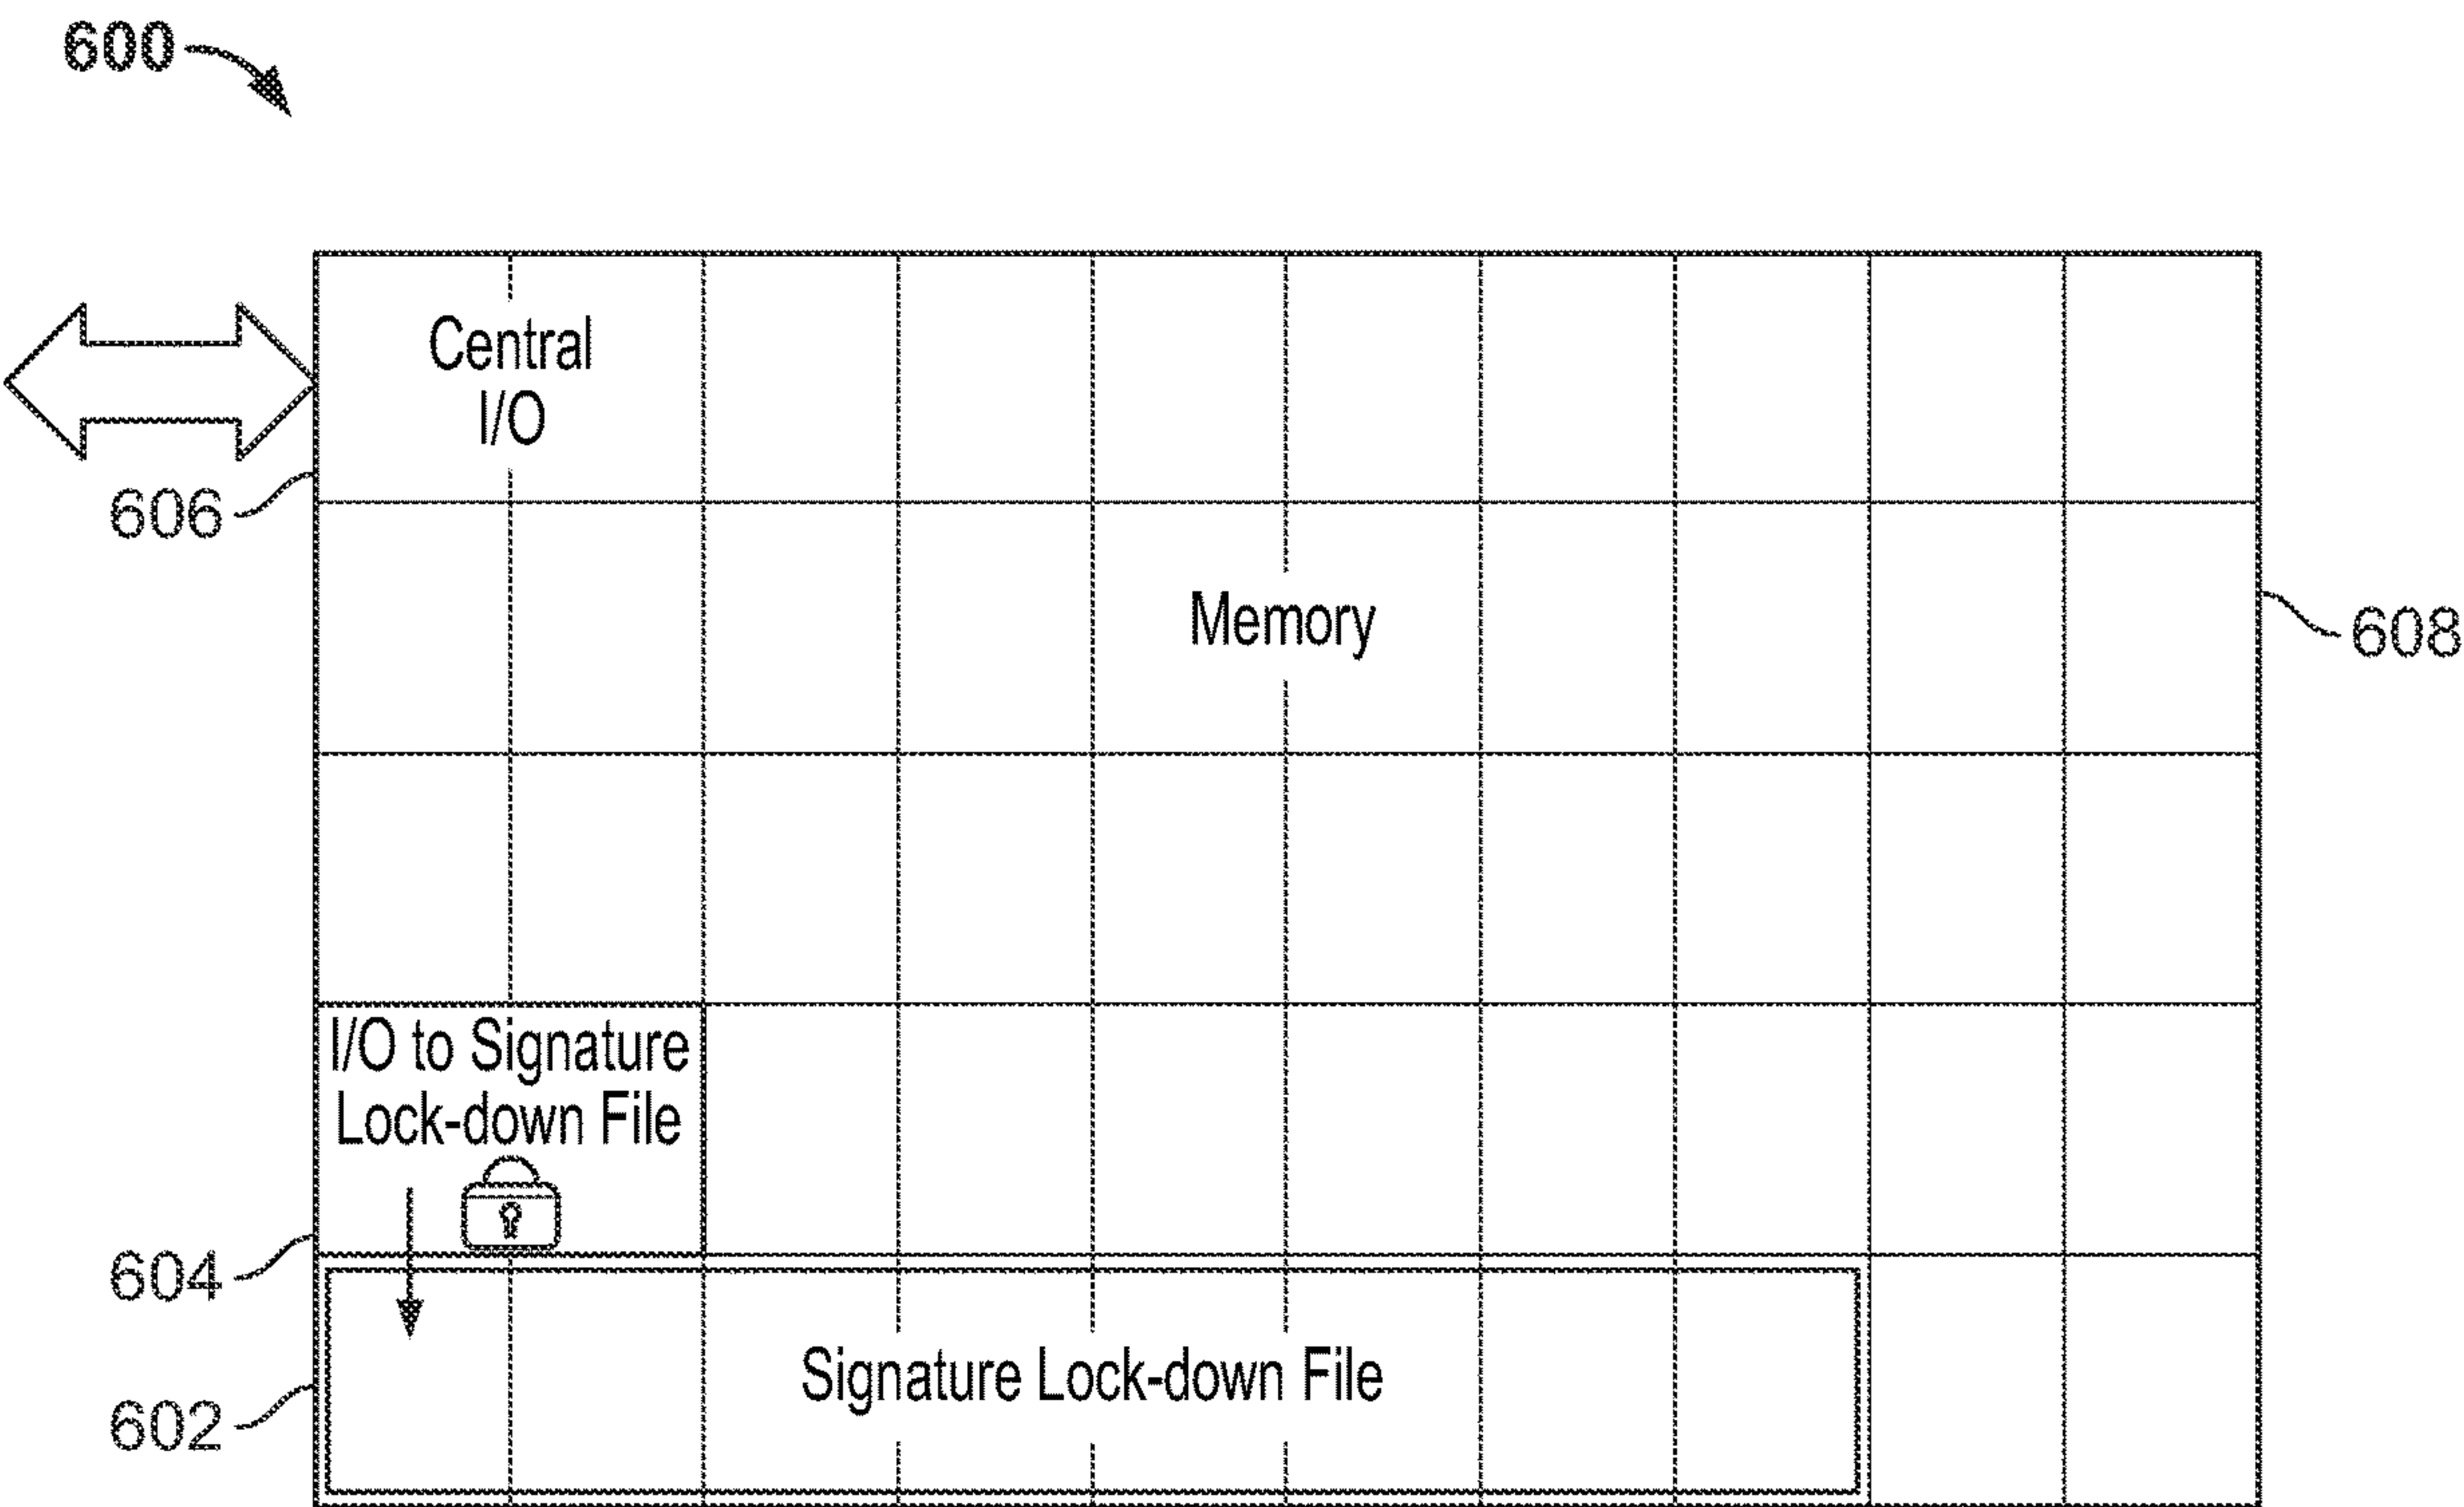 600
Central
I/O
606
Memory
608
I/O to Signature
Lock-down File
604
Signature Lock-down File
602